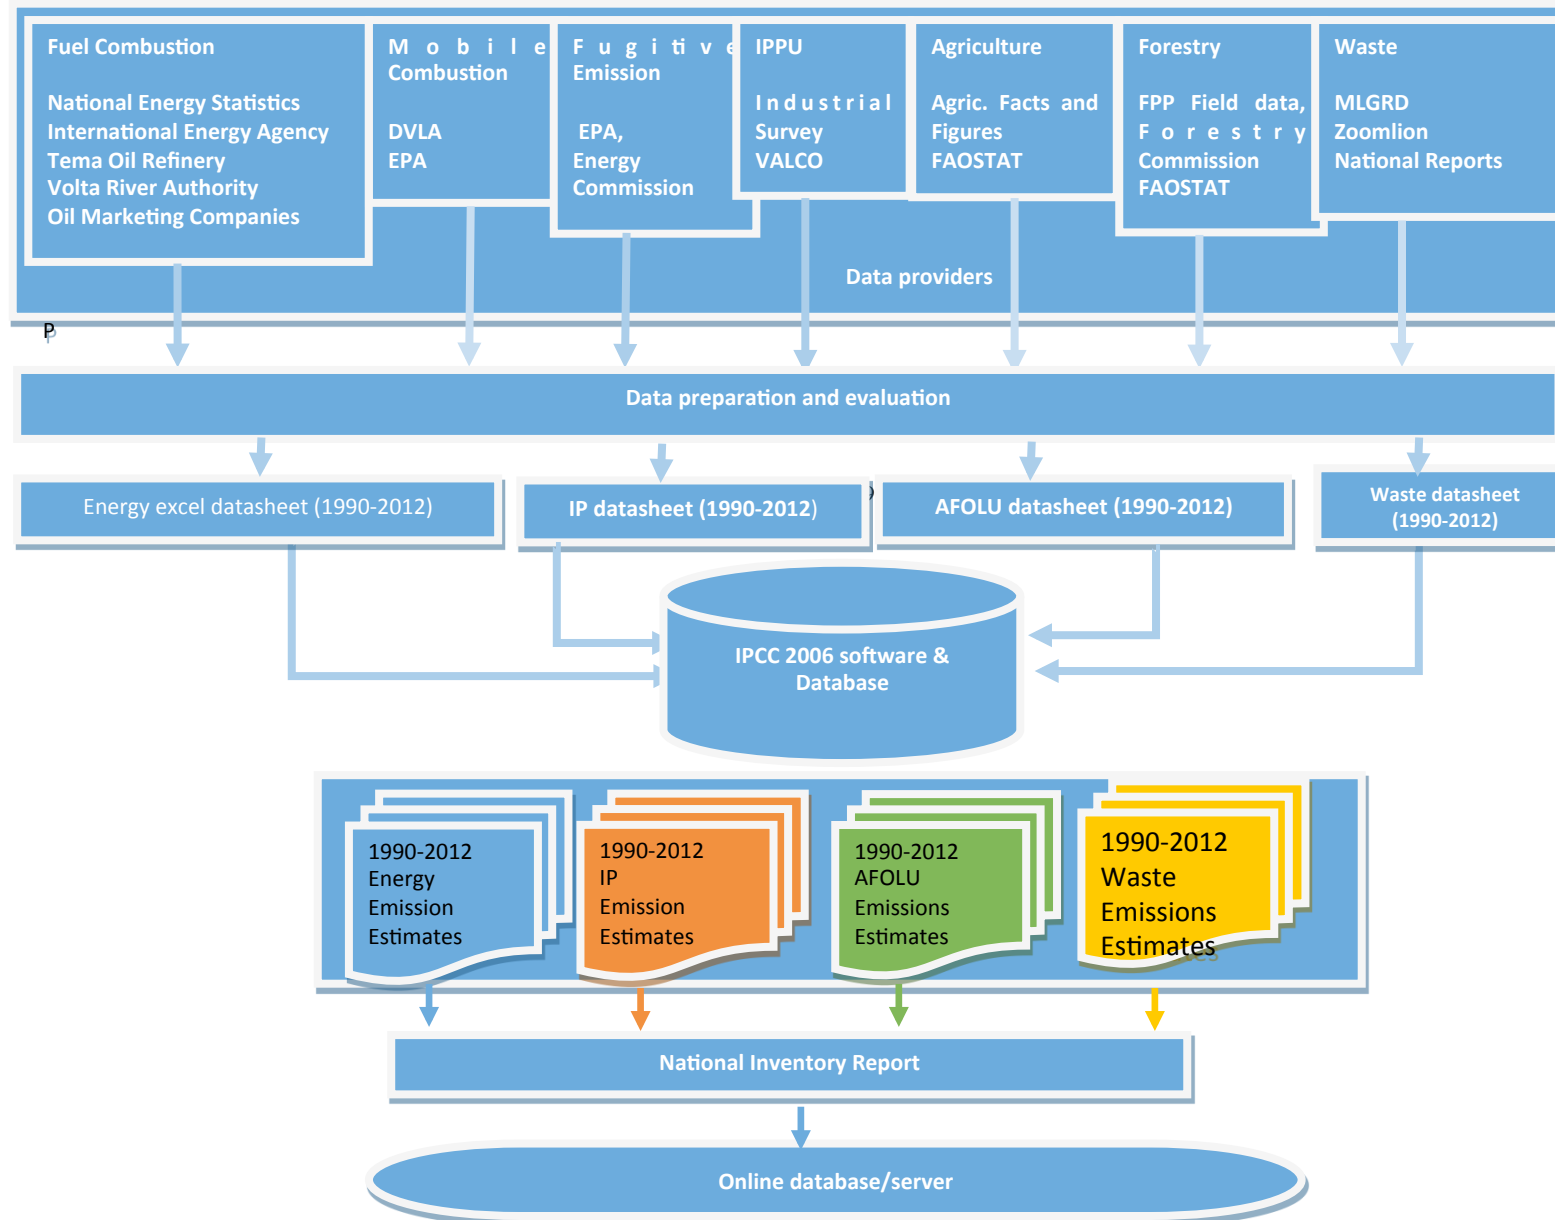 Fuel Combustion
National Energy Statistics
International Energy Agency
Tema Oil Refinery
Volta River Authority
Oil Marketing Companies
Mobile
Combustion
DVLA
EPA
Fugitive
Emission
EPA,
Energy
Commission
IPPU
Industrial
Survey
VALCO
Agriculture
Agric. Facts and
Figures
FAOSTAT
Forestry
FPP Field data,
Forestry
Commission
FAOSTAT
Waste
MLGRD
Zoomlion
National Reports
Data providers
P
Data preparation and evaluation
Energy excel datasheet (1990-2012)
IP datasheet (1990-2012)
AFOLU datasheet (1990-2012)
Waste datasheet
(1990-2012)
IPCC 2006 software &
Database
1990-2012
Energy
Emission
Estimates
1990-2012
IP
Emission
Estimates
1990-2012
AFOLU
Emissions
Estimates
1990-2012
Waste
Emissions
Estimates
National Inventory Report
Online database/server